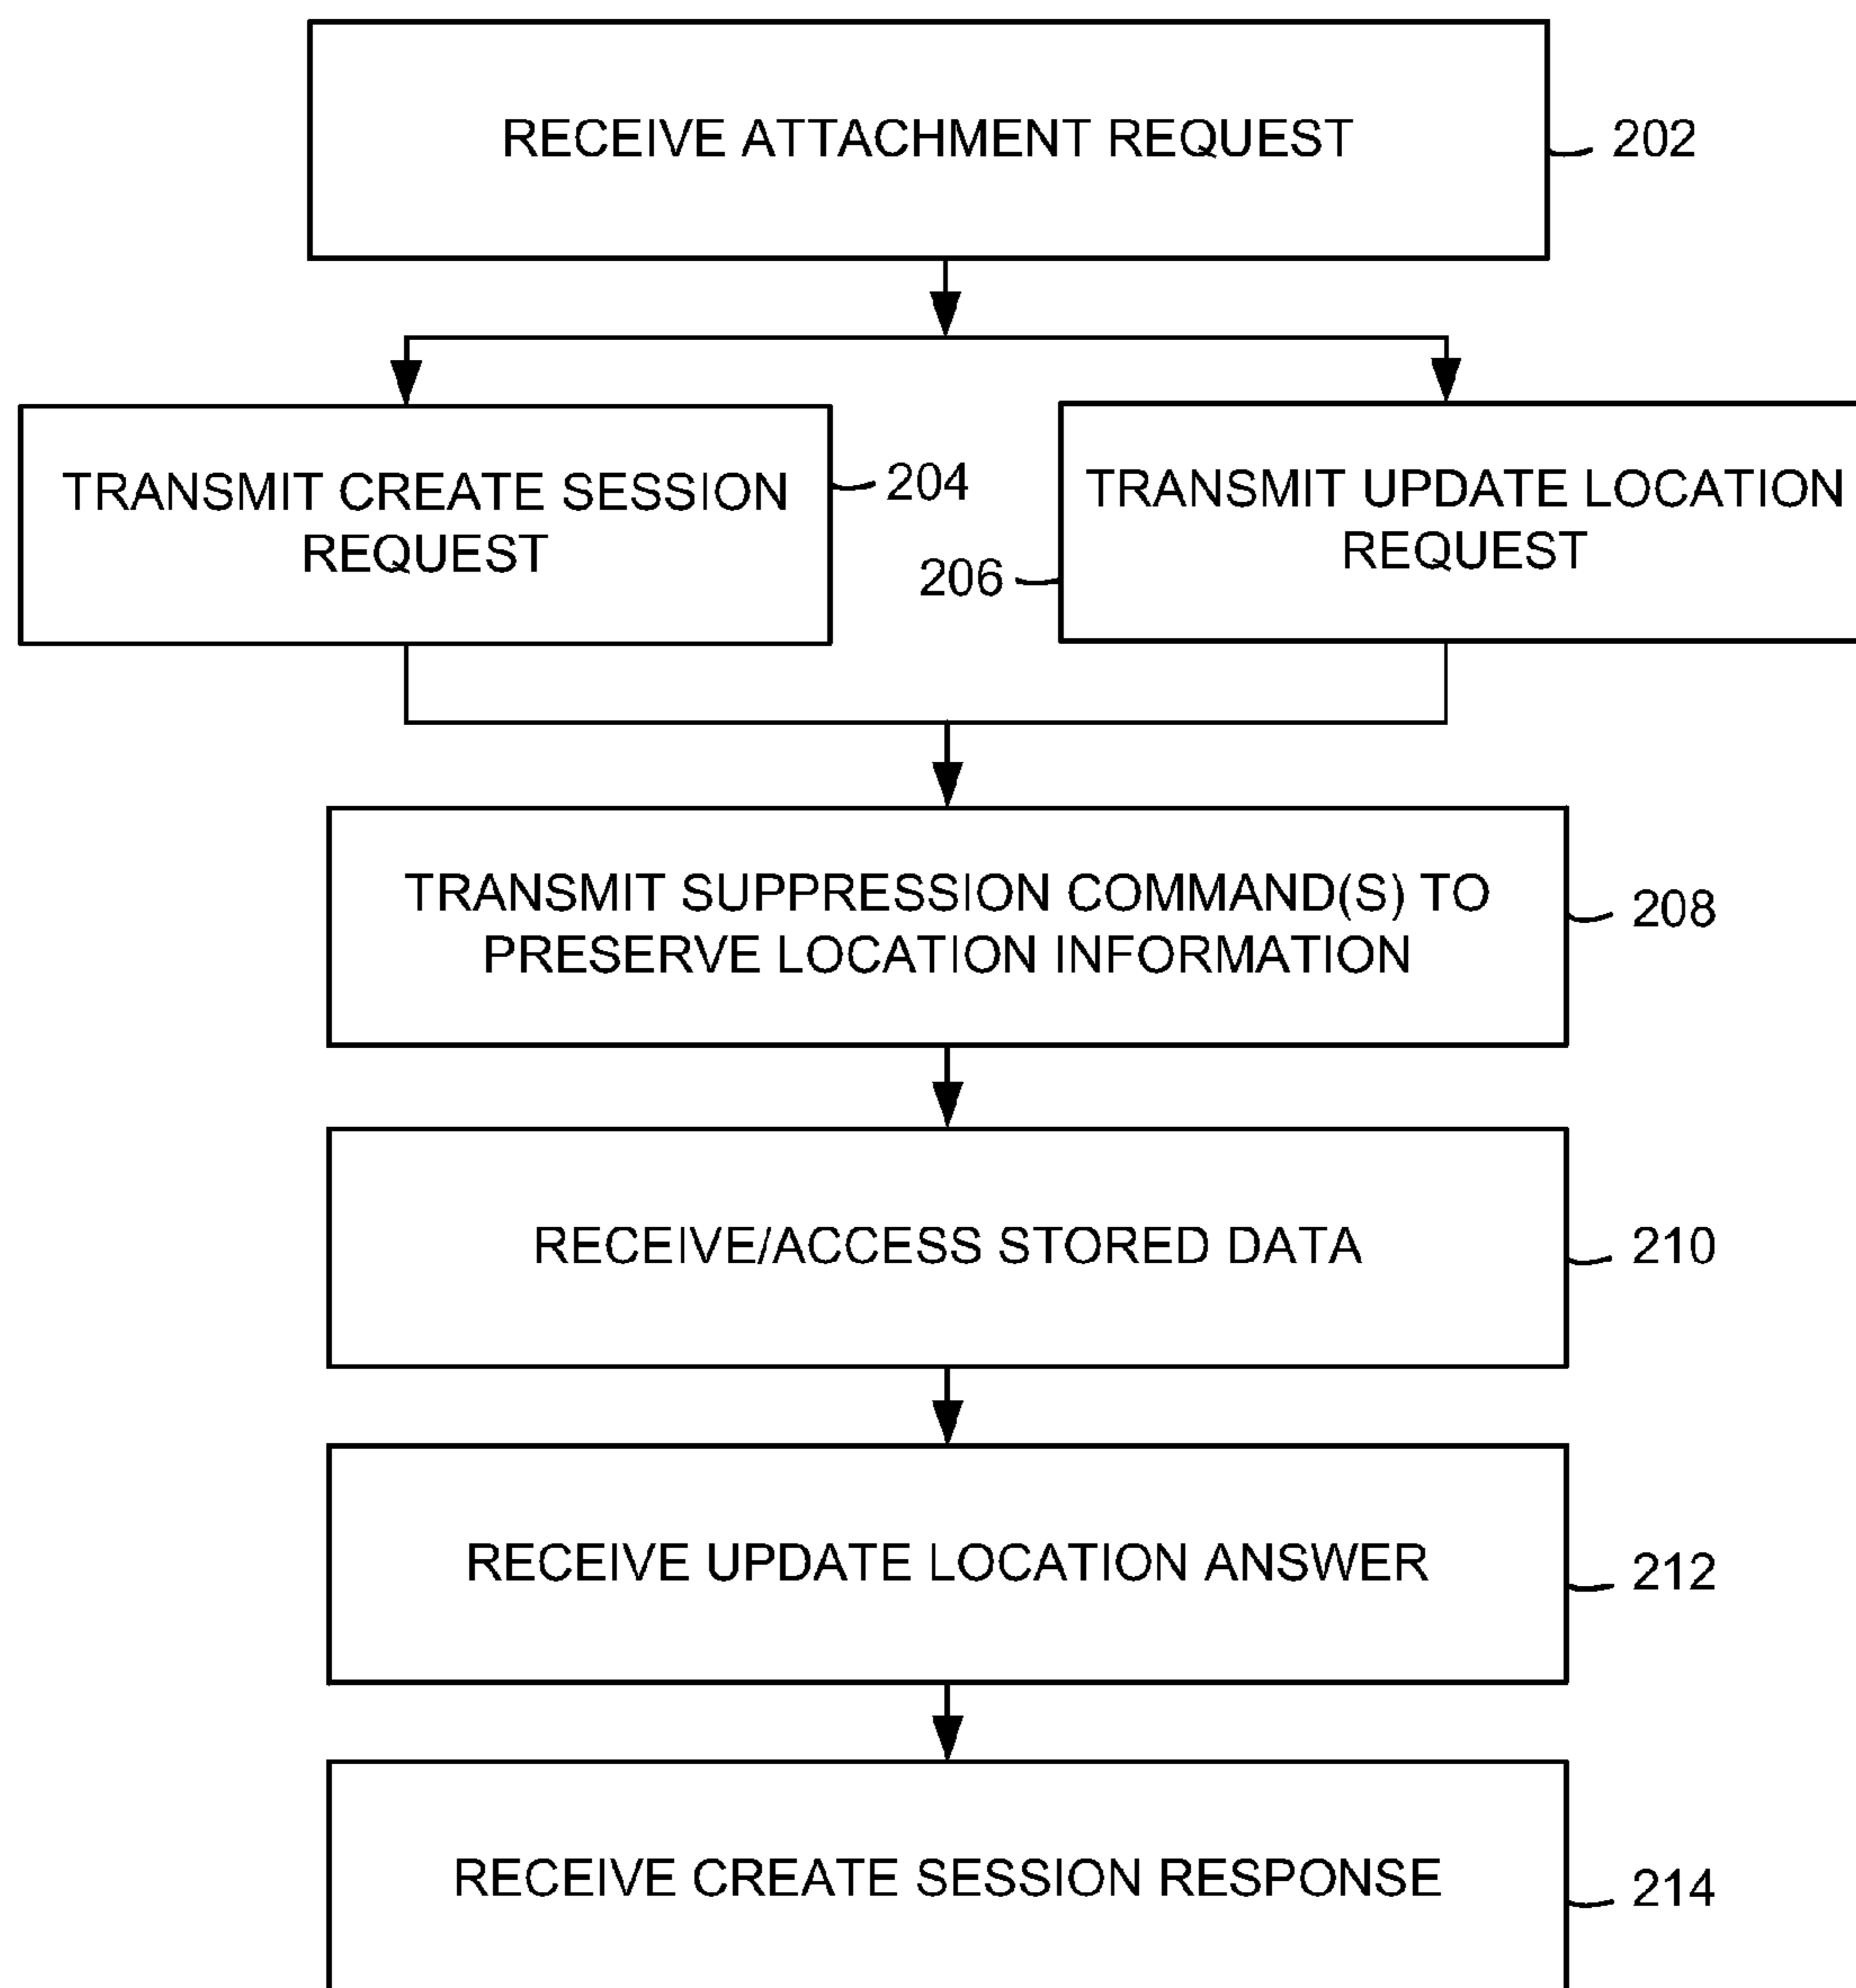 RECEIVE ATTACHMENT REQUEST
202
TRANSMIT CREATE SESSION
REQUEST
204
206
TRANSMIT UPDATE LOCATION
REQUEST
TRANSMIT SUPPRESSION COMMAND(S) TO
PRESERVE LOCATION INFORMATION
208
RECEIVE/ACCESS STORED DATA
210
RECEIVE UPDATE LOCATION ANSWER
212
RECEIVE CREATE SESSION RESPONSE
214